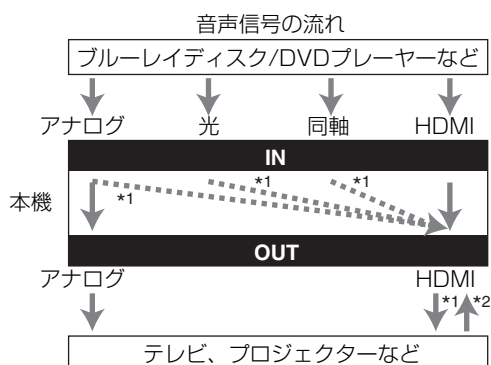 音声信号の流れ
ブルーレイディスク/DVDプレーヤーなど
アナログ 光 同軸 HDMI
IN
*1 *1 *1
本機
OUT
アナログ HDMI
*1 *2
テレビ、プロジェクターなど